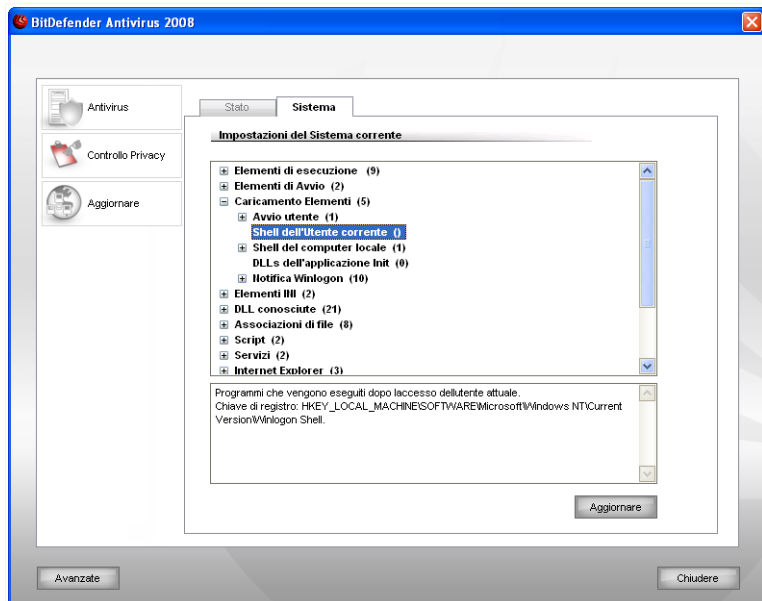 BitDefender Antivirus 2008
Antivirus
Controllo Privacy
Aggiornare
Stato
Sistema
Impostazioni del Sistema corrente
Elementi di esecuzione (9)
Elementi di Avvio (2)
Caricamento Elementi (5)
Avvio utente (1)
Shell dell'Utente corrente ()
Shell del computer locale (1)
DLLs dell'applicazione Init (0)
Notifica Winlogon (10)
Elementi INI (2)
DLL conosciute (21)
Associazioni di file (8)
Script (2)
Servizi (2)
Internet Explorer (3)
Programmi che vengono eseguiti dopo laccesso dellutente attuale.
Chiave di registro: HKEY_LOCAL_MACHINE\SOFTWARE\Microsoft\Windows NT\Current
Version\Winlogon Shell.
Aggiornare
Avanzate
Chiudere